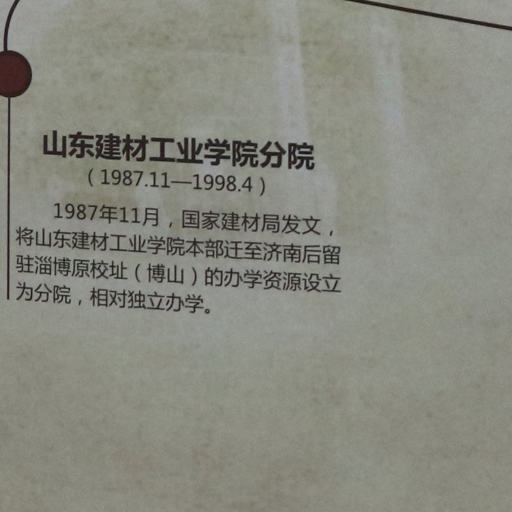 山东建材工业学院分院
（1987.11—1998.4）
1987年11月，国家建材局发文，
将山东建材工业学院本部迁至济南后留
驻淄博原校址（博山）的办学资源设立
为分院，相对独立办学。